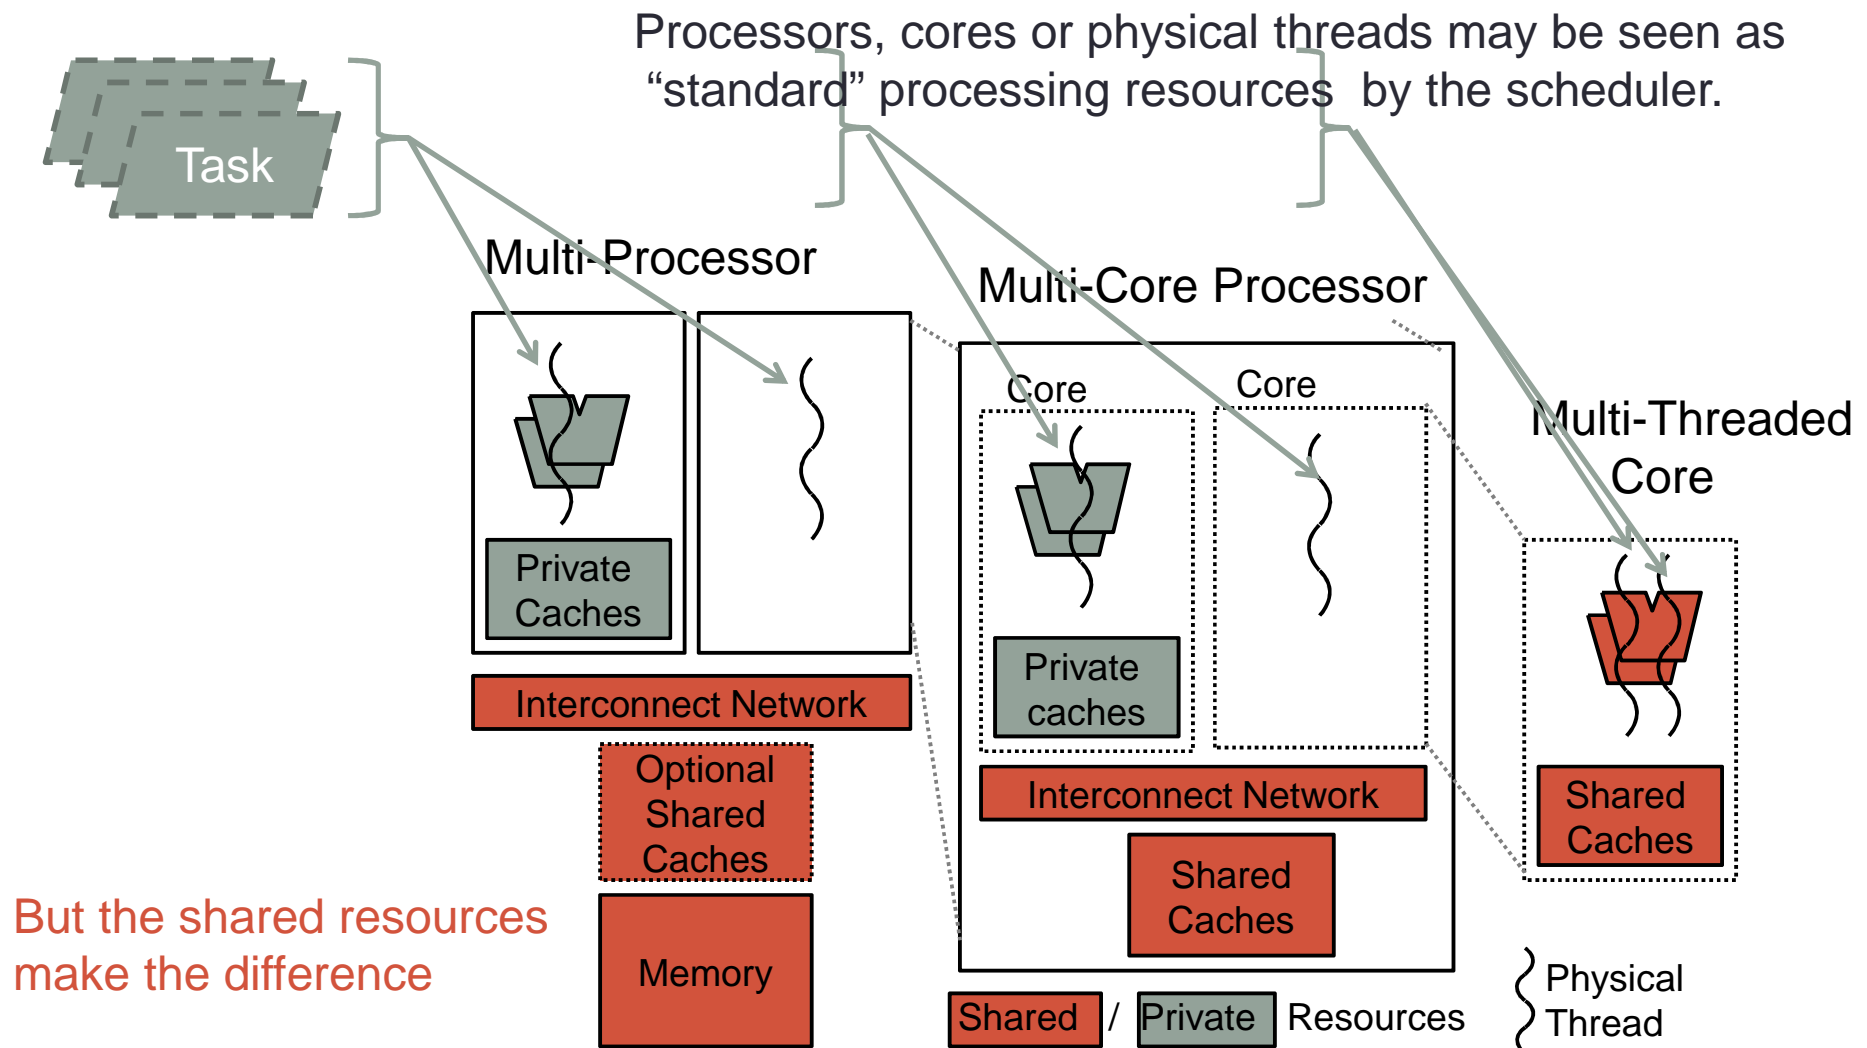 Processors, cores or physical threads may be seen as
“standard” processing resources by the scheduler.
Task
Multi-Processor
Multi-Core Processor
Multi-Threaded
Core
Core
Core
Private
Caches
Interconnect Network
Optional
Shared
Caches
Memory
Private
caches
Interconnect Network
Shared
Caches
Shared
Caches
But the shared resources
make the difference
Shared / Private Resources
Physical
Thread